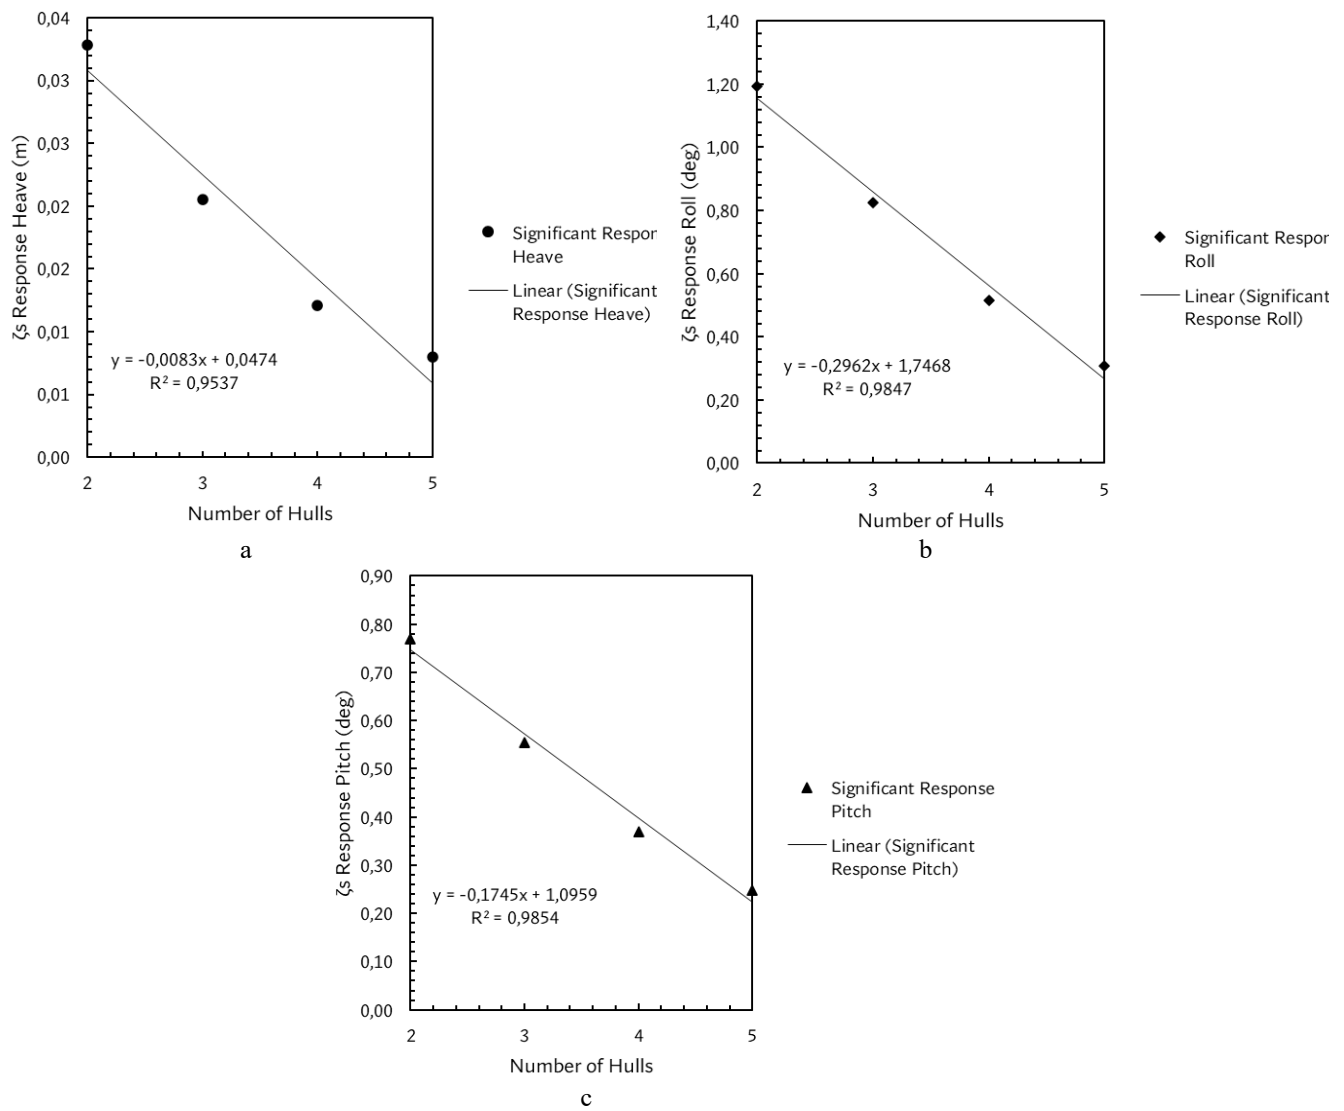 0,04
0,03
0,03
0,02
0,02
0,01
0,01
0,00
ζs Response Heave (m)
y = -0,0083x + 0,0474
R² = 0,9537
2 3 4 5
Number of Hulls
Significant Respor
Heave
Linear (Significant
Response Heave)
a
1,40
1,20
1,00
0,80
0,60
0,40
0,20
0,00
ζs Response Roll (deg)
y = -0,2962x + 1,7468
R² = 0,9847
2 3 4 5
Number of Hulls
Significant Respor
Roll
Linear (Significant
Response Roll)
b
0,90
0,80
0,70
0,60
0,50
0,40
0,30
0,20
0,10
0,00
ζs Response Pitch (deg)
y = -0,1745x + 1,0959
R² = 0,9854
2 3 4 5
Number of Hulls
Significant Response
Pitch
Linear (Significant
Response Pitch)
c